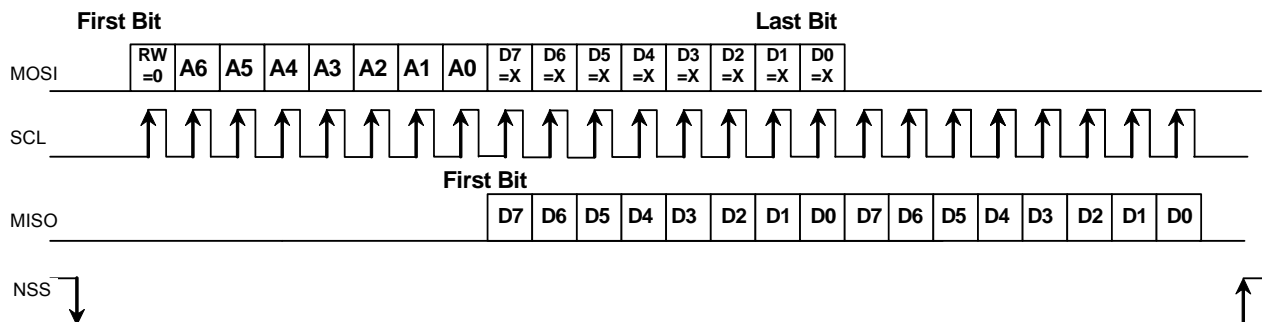 First Bit Last Bit
MOSI RW =0 A6 A5 A4 A3 A2 A1 A0 D7 =X D6 =X D5 =X D4 =X D3 =X D2 =X D1 =X D0 =X
SCL
First Bit
MISO D7 D6 D5 D4 D3 D2 D1 D0 D7 D6 D5 D4 D3 D2 D1 D0
NSS